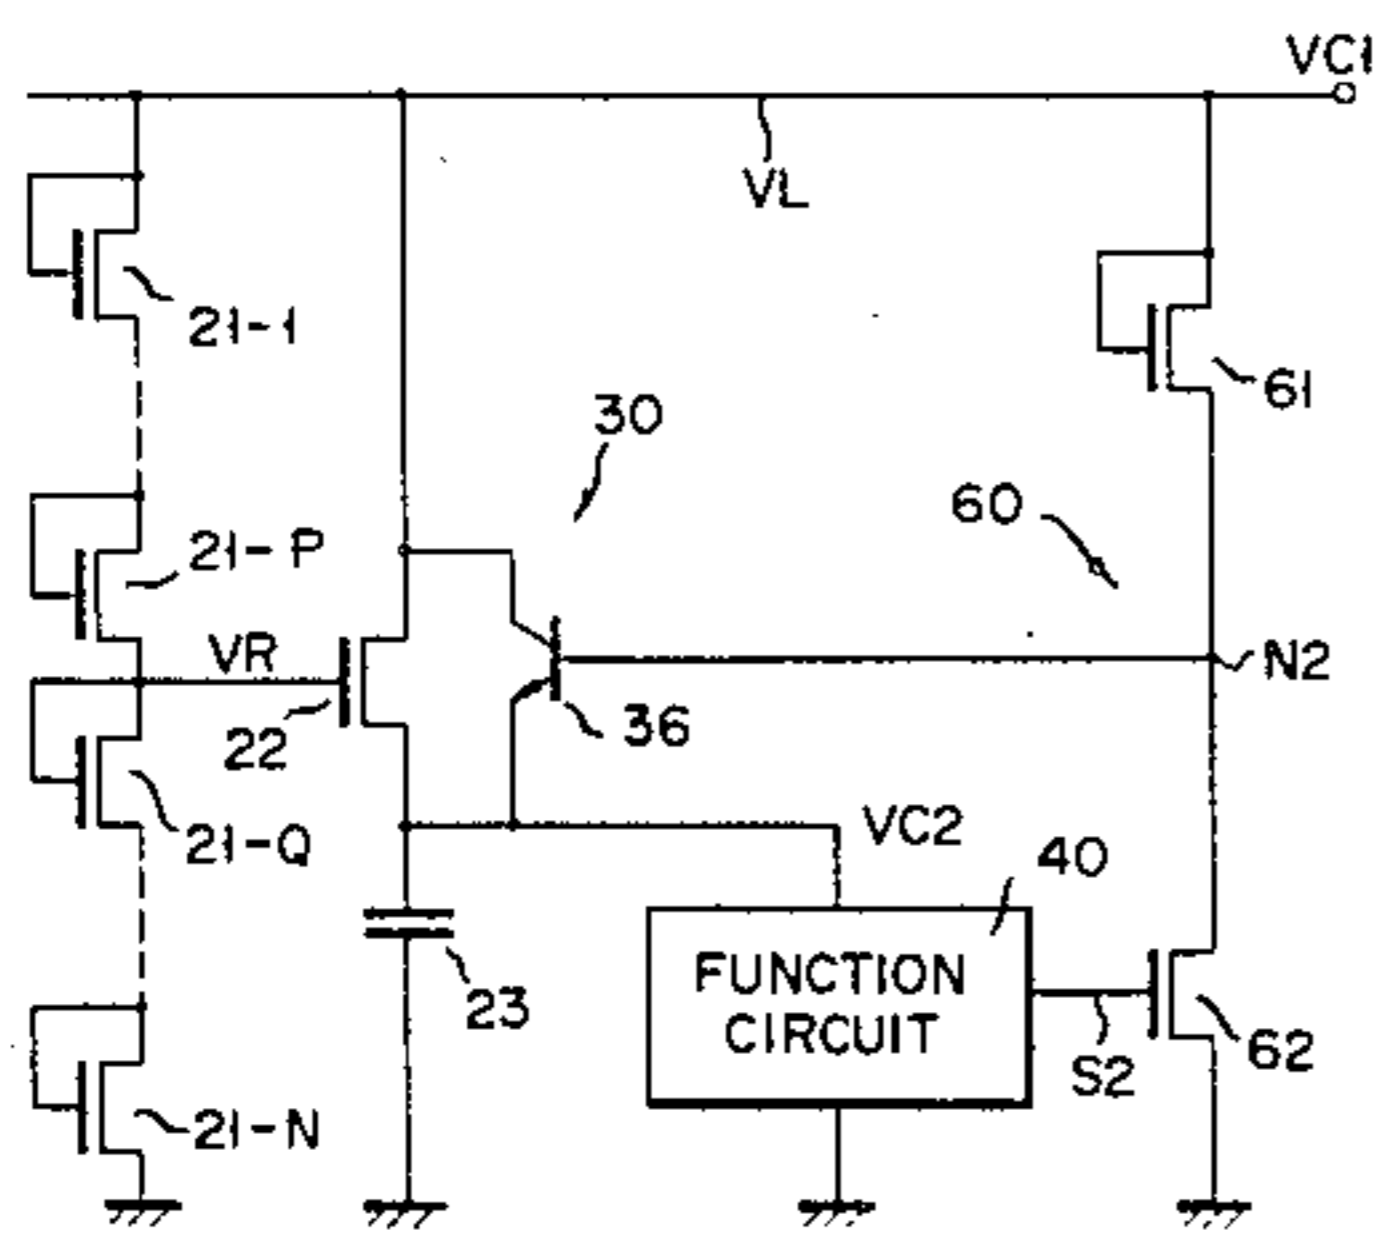 VC1
VL
21-1
61
30
60
21-P
VR
N2
22
36
21-Q
VC2
40
FUNCTION
CIRCUIT
23
S2
62
21-N